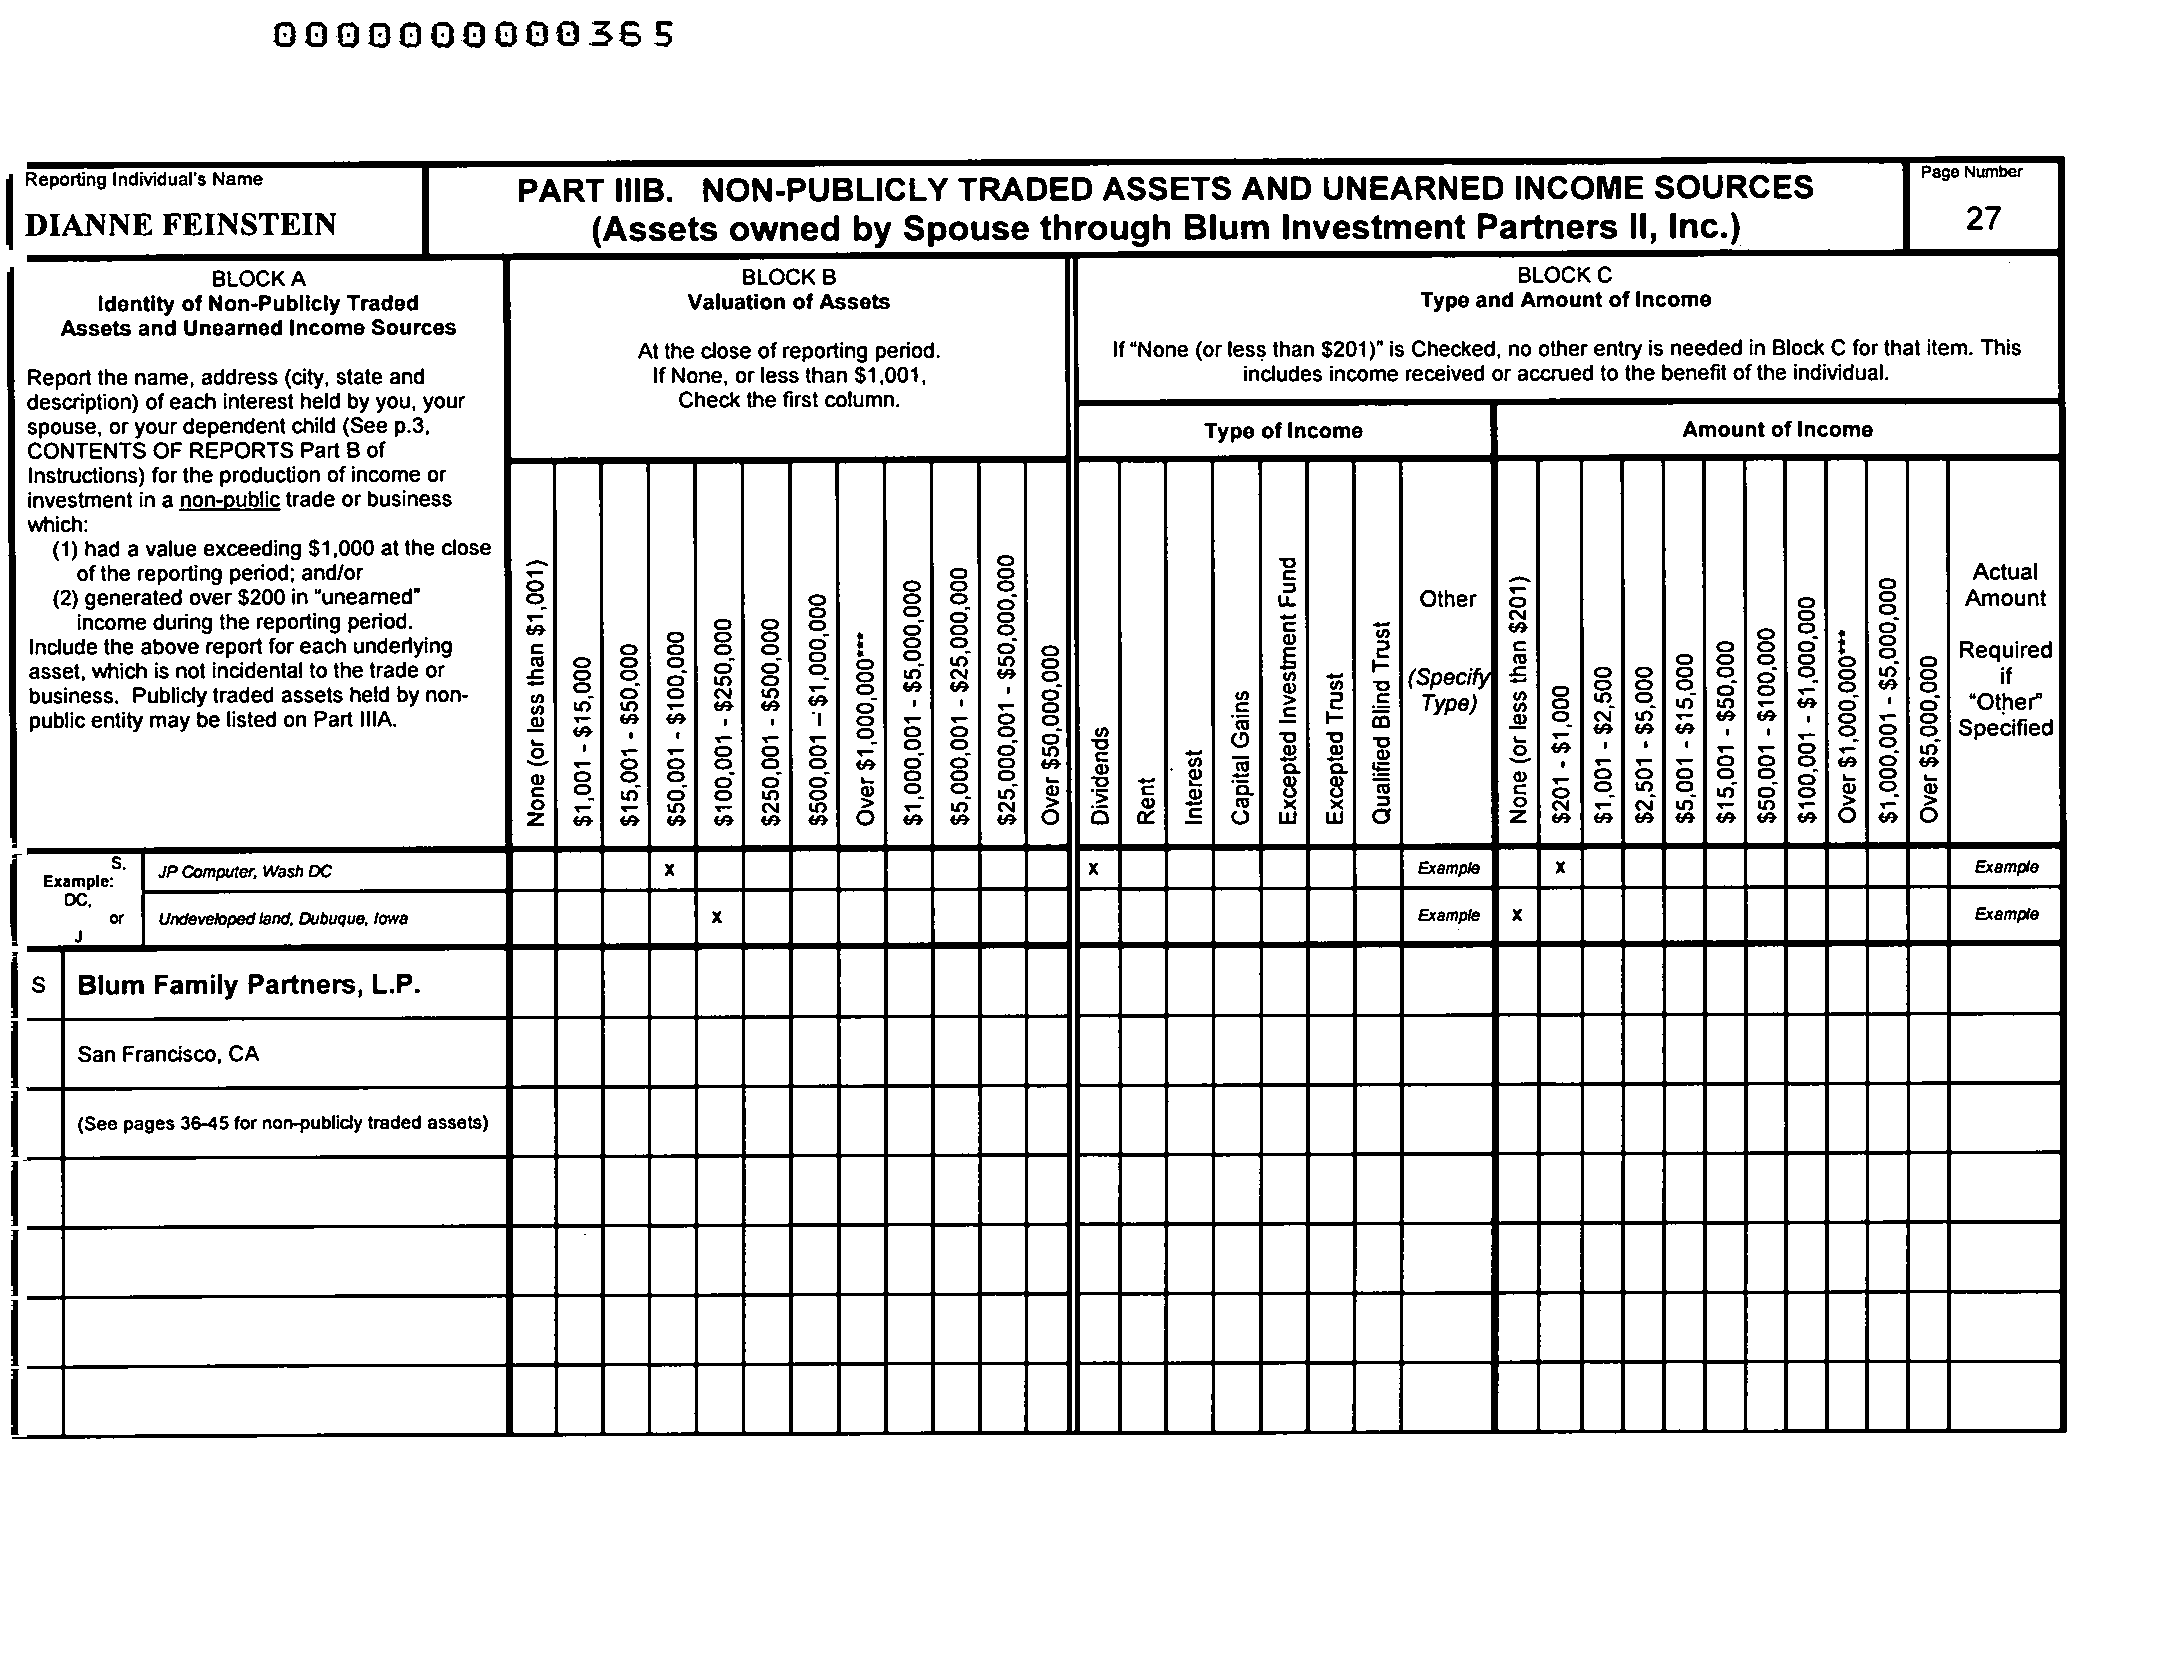 0000000000365
Reporting Individual's Name
DIANNE FEINSTEIN
PART IIIB. NON-PUBLICLY TRADED ASSETS AND UNEARNED INCOME SOURCES
(Assets owned by Spouse through Blum Investment Partners II, Inc.)
Page Number
27
BLOCK A
Identity of Non-Publicly Traded
Assets and Unearned Income Sources
Report the name, address (city, state and
description) of each interest held by you, your
spouse, or your dependent child (See p.3,
CONTENTS OF REPORTS Part B of
Instructions) for the production of income or
investment in a non-public trade or business
which:
(1) had a value exceeding $1,000 at the close
of the reporting period; and/or
(2) generated over $200 in "unearned"
income during the reporting period.
Include the above report for each underlying
asset, which is not incidental to the trade or
business. Publicly traded assets held by non-
public entity may be listed on Part IIIA.
BLOCK B
Valuation of Assets
At the close of reporting period.
If None, or less than $1,001,
Check the first column.
BLOCK C
Type and Amount of Income
If "None (or less than $201)" is Checked, no other entry is needed in Block C for that item. This
includes income received or accrued to the benefit of the individual.
Type of Income
Amount of Income
None (or less than $1,001)
$1,001 - $15,000
$15,001 - $50,000
$50,001 - $100,000
$100,001 - $250,000
$250,001 - $500,000
$500,001 - $1,000,000
Over $1,000,000***
$1,000,001 - $5,000,000
$5,000,001 - $25,000,000
$25,000,001 - $50,000,000
Over $50,000,000
Dividends
Rent
Interest
Capital Gains
Excepted Investment Fund
Excepted Trust
Qualified Blind Trust
Other
(Specify
Type)
None (or less than $201)
$201 - $1,000
$1,001 - $2,500
$2,501 - $5,000
$5,001 - $15,000
$15,001 - $50,000
$50,001 - $100,000
$100,001 - $1,000,000
Over $1,000,000***
$1,000,001 - $5,000,000
Over $5,000,000
Actual
Amount
Required
if
"Other"
Specified
S.
Example:
DC,
or
J
JP Computer, Wash DC
X
X
Example
X
Example
Undeveloped land, Dubuque, Iowa
X
Example
X
Example
S
Blum Family Partners, L.P.
San Francisco, CA
(See pages 36-45 for non-publicly traded assets)